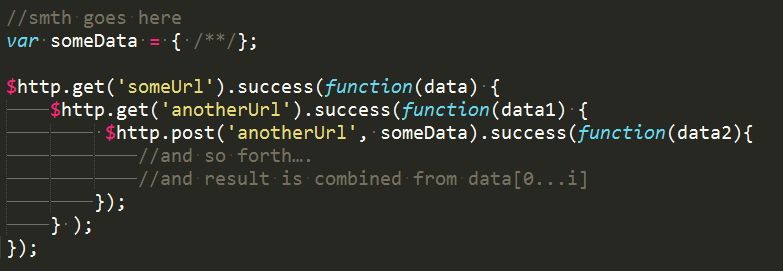 //smth goes here
var someData = { /**/};

$http.get('someUrl').success(function(data) {
    $http.get('anotherUrl').success(function(data1) {
        $http.post('anotherUrl', someData).success(function(data2){
            //and so forth….
            //and result is combined from data[0...i]
        });
    } );
});